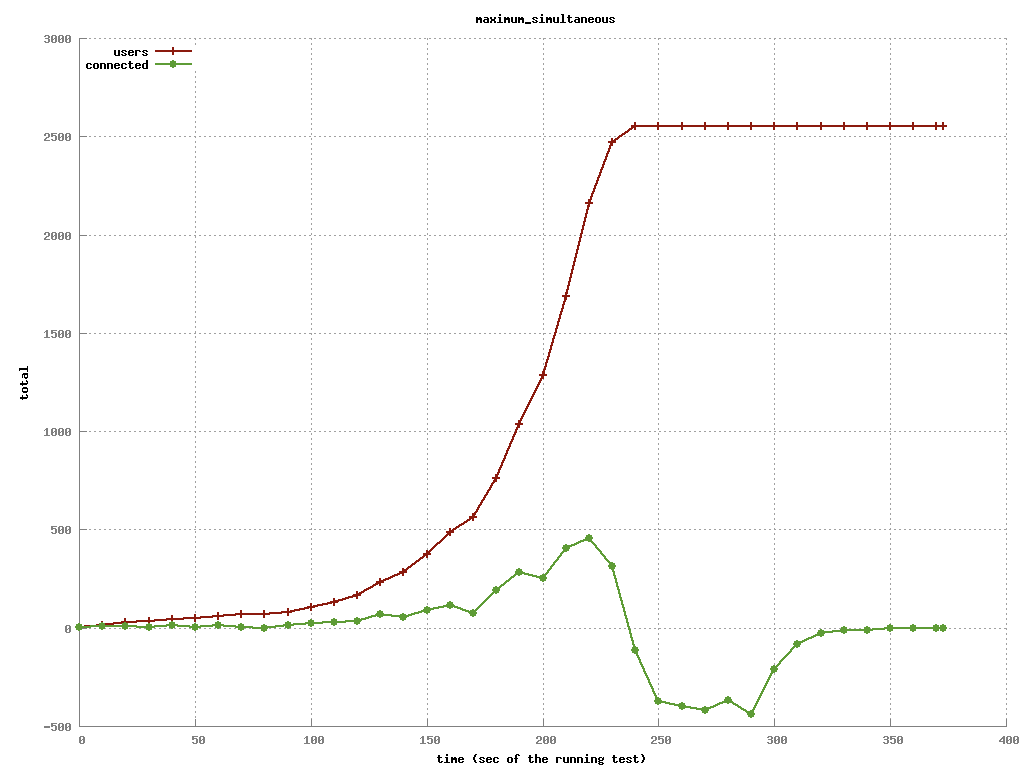 maximum_simultaneous
users
connected
3000
2500
2000
1500
1000
500
0
-500
total
0 50 100 150 200 250 300 350 400
time (sec of the running test)